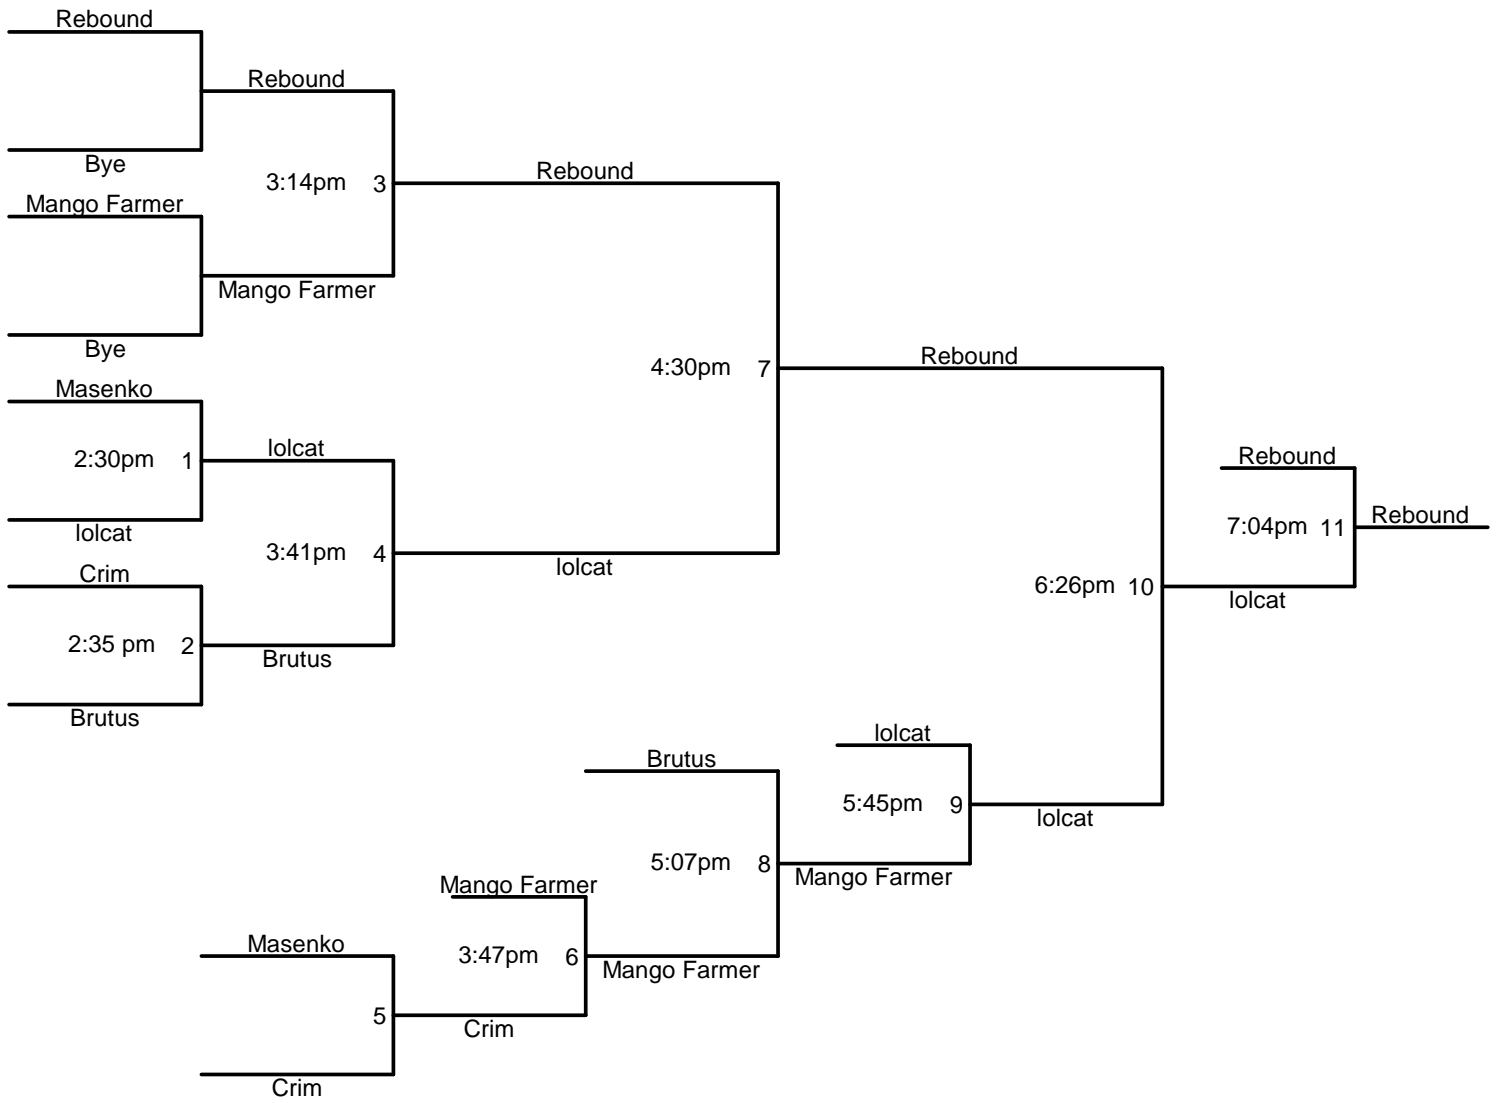 Rebound
Rebound
Bye
3:14pm 3
Rebound
Mango Farmer
Mango Farmer
Bye
4:30pm 7
Rebound
Masenko
2:30pm 1
lolcat
lolcat
3:41pm 4
lolcat
Crim
2:35 pm 2
Brutus
Brutus
Rebound
7:04pm 11
Rebound
6:26pm 10
lolcat
lolcat
Brutus
5:45pm 9
lolcat
5:07pm 8
Mango Farmer
Mango Farmer
Masenko
3:47pm 6
Mango Farmer
5
Crim
Crim